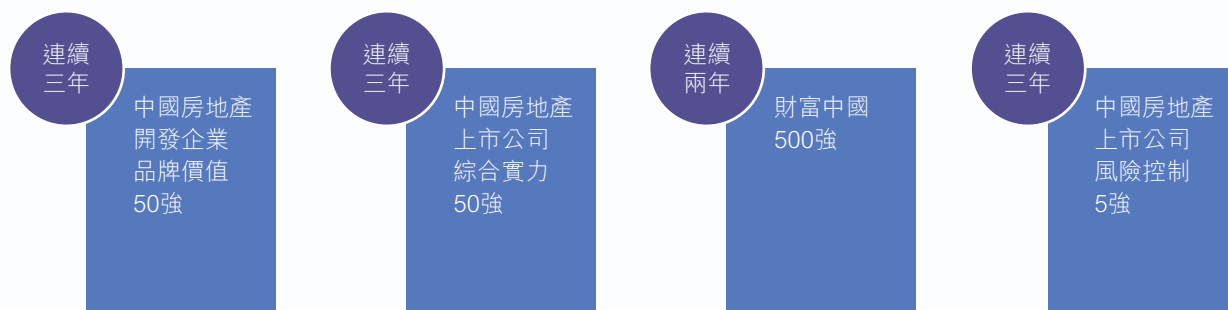 連續
三年
中國房地產
開發企業
品牌價值
50強
連續
三年
中國房地產
上市公司
綜合實力
50強
連續
兩年
財富中國
500強
連續
三年
中國房地產
上市公司
風險控制
5強